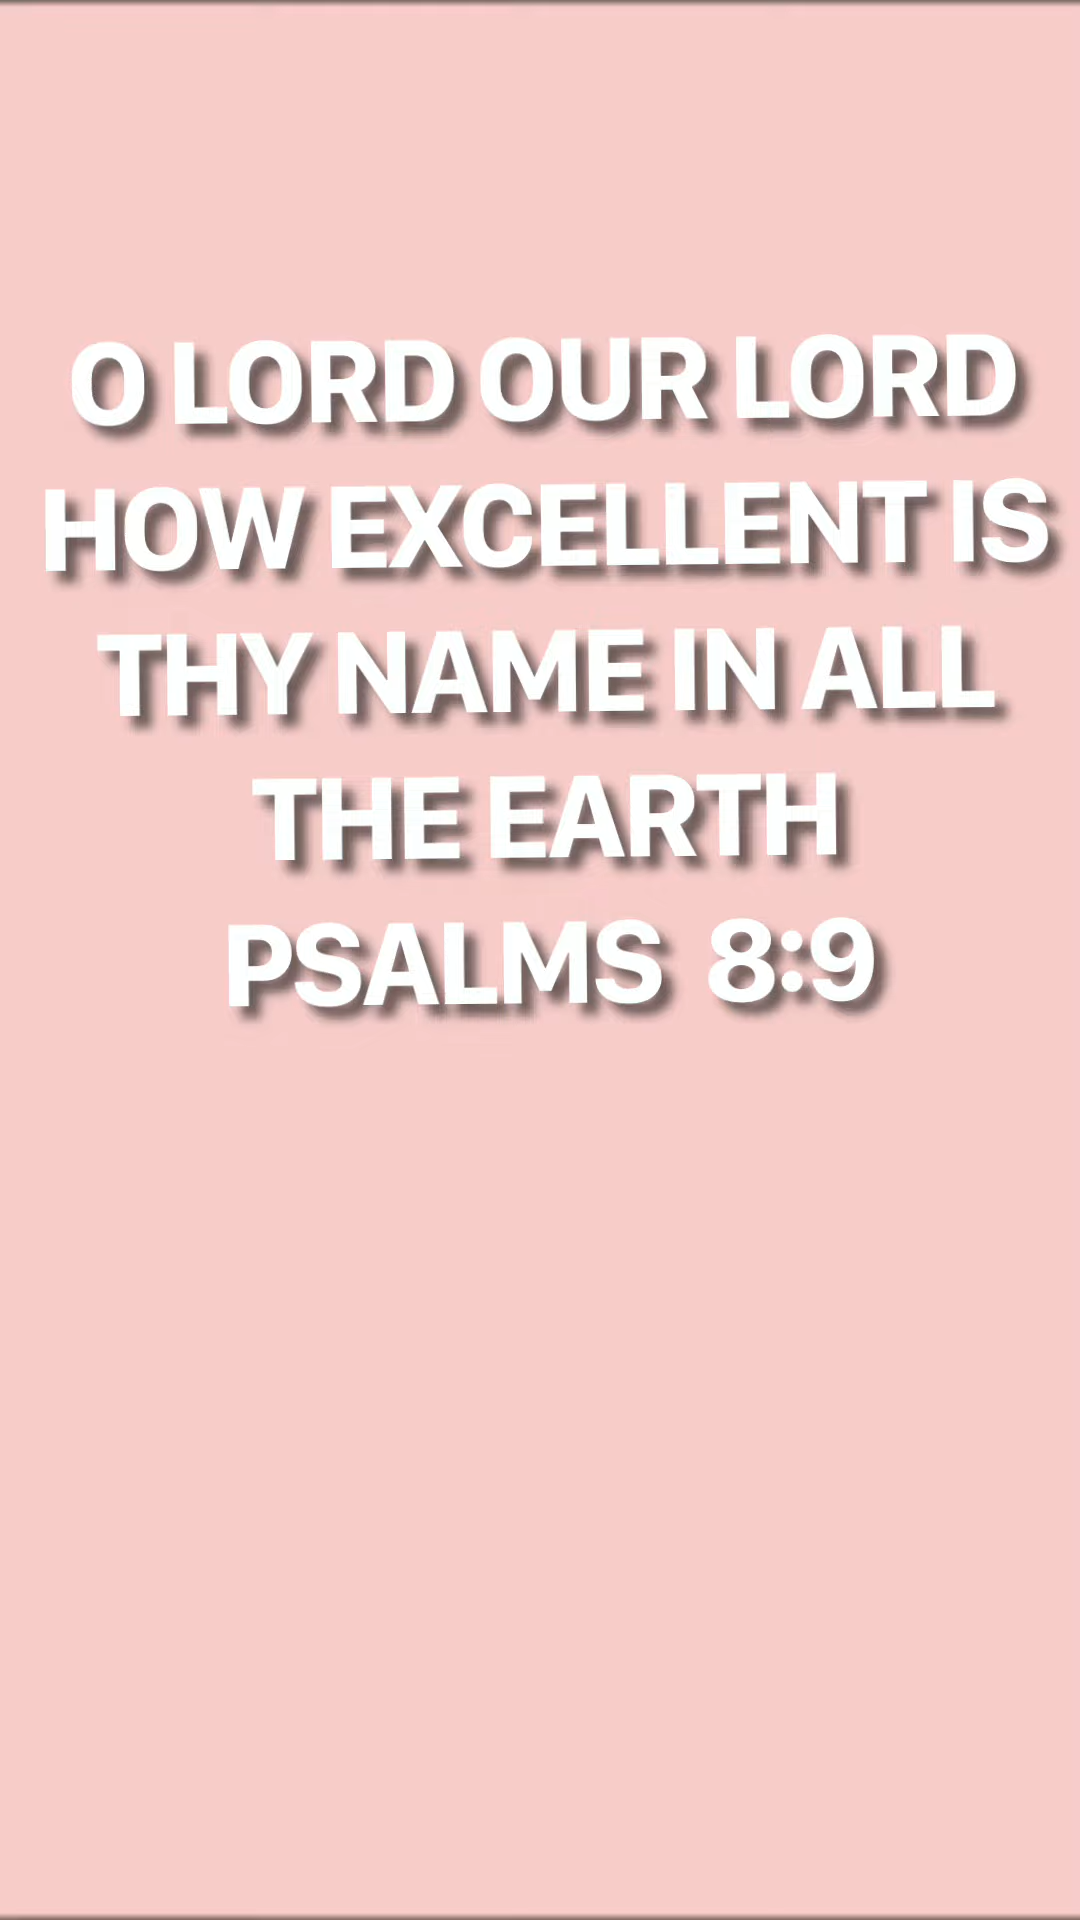 O LORD OUR LORD
HOW EXCELLENT IS
THY NAME IN ALL
THE EARTH
PSALMS 8:9